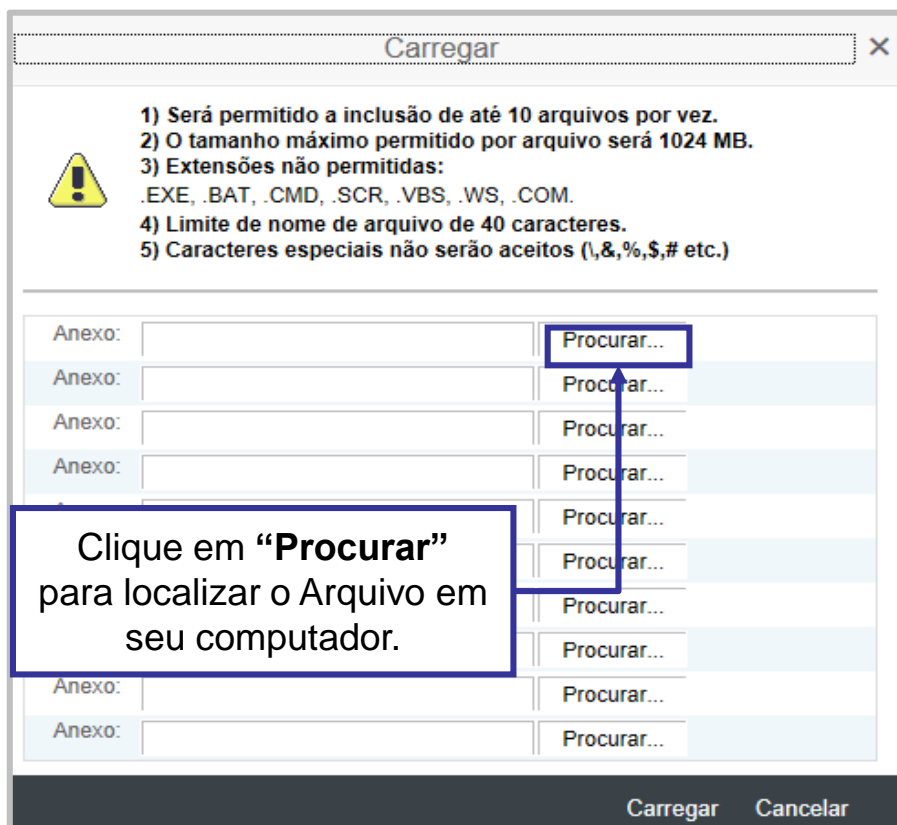 Carregar
1) Será permitido a inclusão de até 10 arquivos por vez.
2) O tamanho máximo permitido por arquivo será 1024 MB.
3) Extensões não permitidas:
.EXE, .BAT, .CMD, .SCR, .VBS, .WS, .COM.
4) Limite de nome de arquivo de 40 caracteres.
5) Caracteres especiais não serão aceitos (\,&,%,$,# etc.)
Anexo: Procurar...
Anexo: Procurar...
Anexo: Procurar...
Anexo: Procurar...
Procurar...
Procurar...
Procurar...
Procurar...
Clique em “Procurar”
para localizar o Arquivo em
seu computador.
Anexo: Procurar...
Anexo: Procurar...
Carregar Cancelar